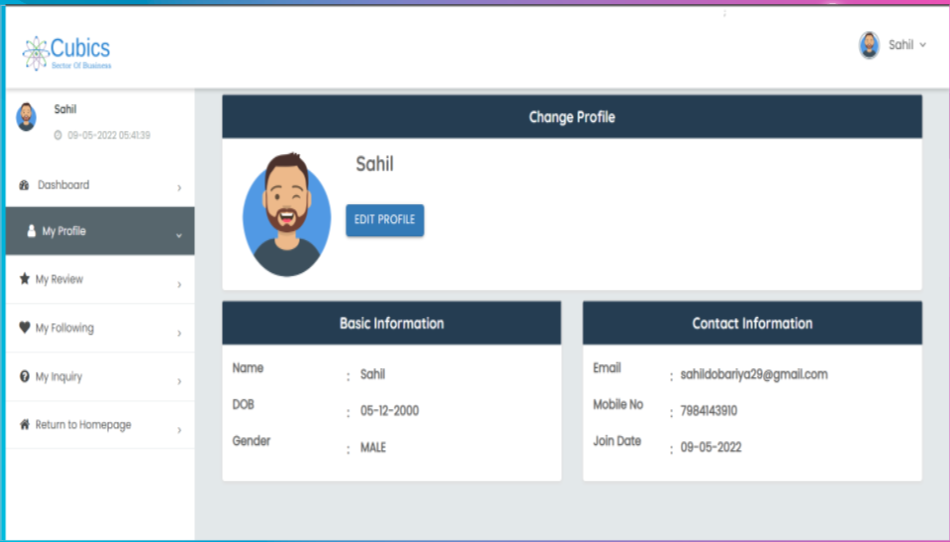 Cubics
Sector Of Business
Sahil
Sahil
09-05-2022 05:41:39
Dashboard
My Profile
My Review
My Following
My Inquiry
Return to Homepage
Change Profile
Sahil
EDIT PROFILE
Basic Information
Name : Sahil
DOB : 05-12-2000
Gender : MALE
Contact Information
Email : sahildobariya29@gmail.com
Mobile No : 7984143910
Join Date : 09-05-2022